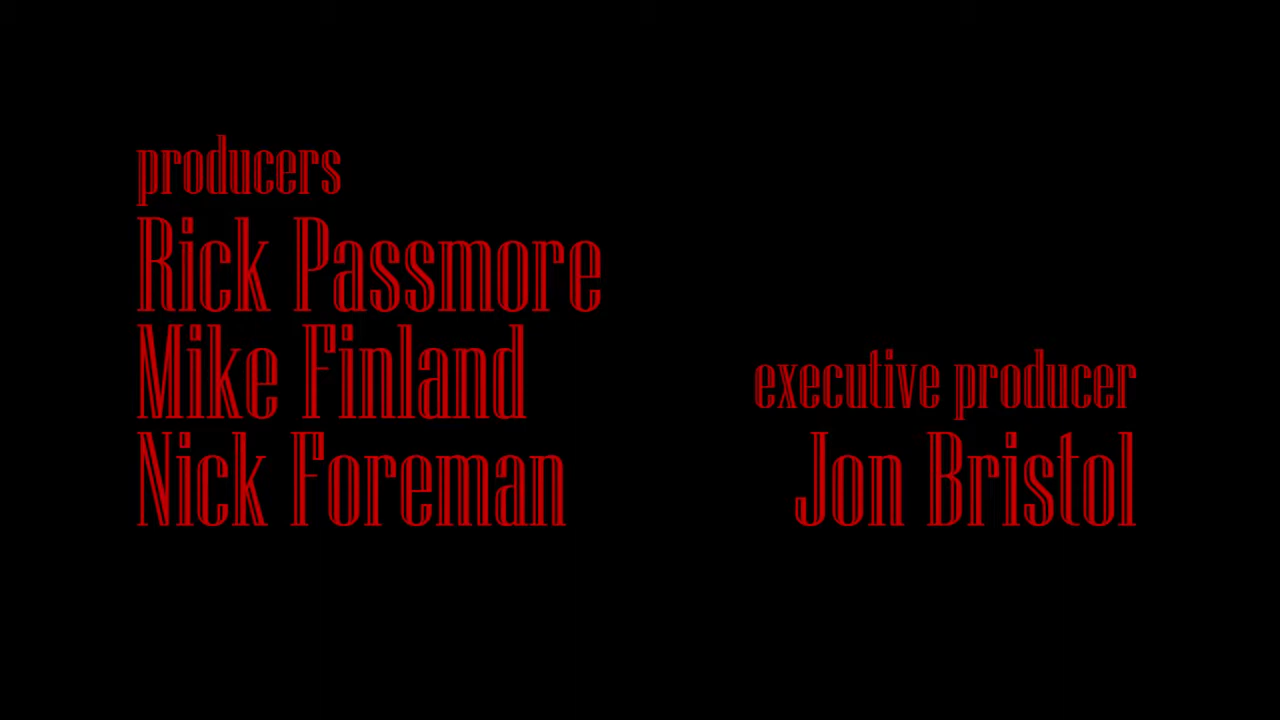 producers
Rick Passmore
Mike Finland
Nick Foreman
executive producer
Jon Bristol